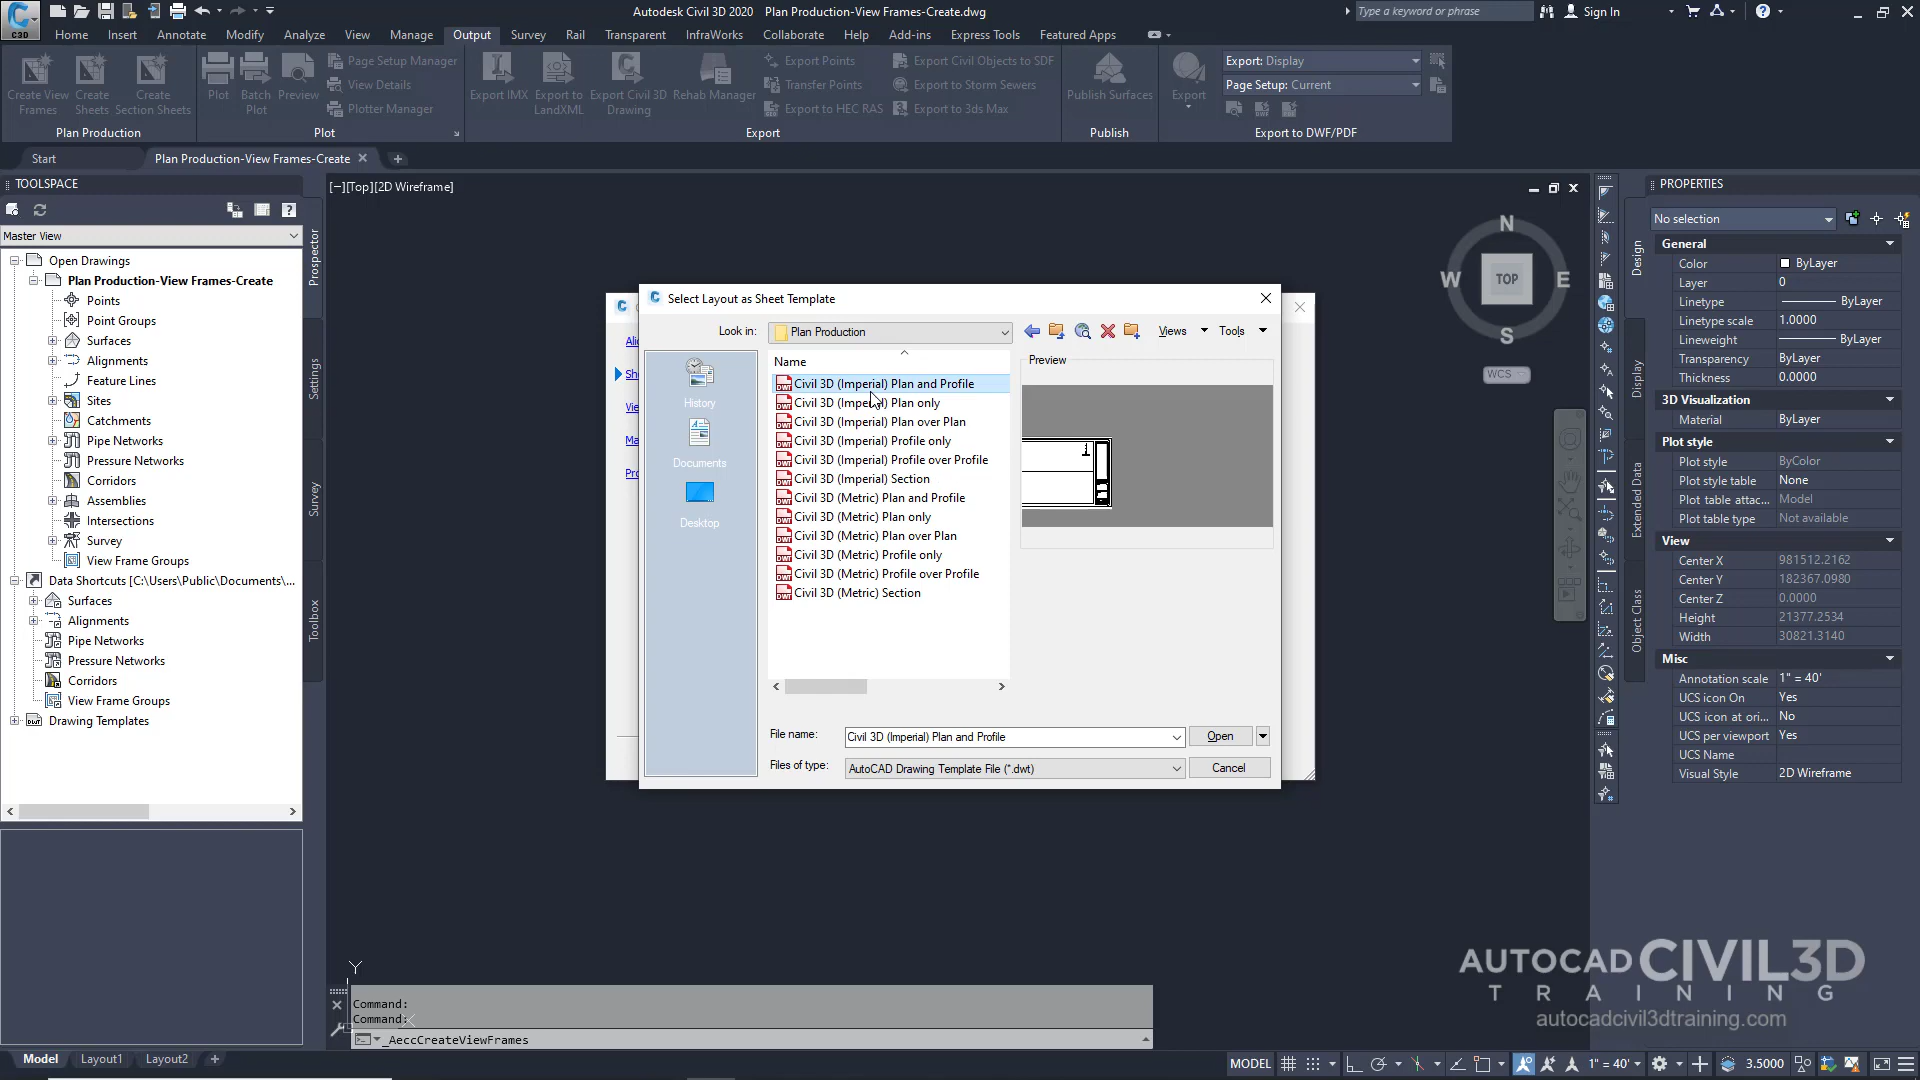 C3D
Autodesk Civil 3D 2020 Plan Production-View Frames-Create.dwg
Type a keyword or phrase
Sign In
Home Insert Annotate Modify Analyze View Manage Output Survey Rail Transparent InfraWorks Collaborate Help Add-ins Express Tools Featured Apps
Create View Frames
Create Sheets
Create Section Sheets
Plan Production
Plot
Batch Plot
Preview
Page Setup Manager
View Details
Plotter Manager
Plot
Export IMX
Export to LandXML
Export Civil 3D Drawing
Rehab Manager
Export Points
Transfer Points
Export to HEC RAS
Export Civil Objects to SDF
Export to Storm Sewers
Export to 3ds Max
Export
Publish Surfaces
Publish
Export
Export: Display
Page Setup: Current
Export to DWF/PDF
Start
Plan Production-View Frames-Create
TOOLSPACE
Master View
Open Drawings
Plan Production-View Frames-Create
Points
Point Groups
Surfaces
Alignments
Feature Lines
Sites
Catchments
Pipe Networks
Pressure Networks
Corridors
Assemblies
Intersections
Survey
View Frame Groups
Data Shortcuts [C:\Users\Public\Documents\...
Surfaces
Alignments
Pipe Networks
Pressure Networks
Corridors
View Frame Groups
Drawing Templates
Prospector
Settings
Survey
Toolbox
[−][Top][2D Wireframe]
N
W TOP E
S
WCS
Ali
Sh
Vie
Ma
Pro
Select Layout as Sheet Template
Look in: Plan Production
Views Tools
History
Documents
Desktop
Name
Civil 3D (Imperial) Plan and Profile
Civil 3D (Imperial) Plan only
Civil 3D (Imperial) Plan over Plan
Civil 3D (Imperial) Profile only
Civil 3D (Imperial) Profile over Profile
Civil 3D (Imperial) Section
Civil 3D (Metric) Plan and Profile
Civil 3D (Metric) Plan only
Civil 3D (Metric) Plan over Plan
Civil 3D (Metric) Profile only
Civil 3D (Metric) Profile over Profile
Civil 3D (Metric) Section
Preview
File name: Civil 3D (Imperial) Plan and Profile Open
Files of type: AutoCAD Drawing Template File (*.dwt) Cancel
PROPERTIES
No selection
Design
Display
Extended Data
Object Class
General
Color ByLayer
Layer 0
Linetype ByLayer
Linetype scale 1.0000
Lineweight ByLayer
Transparency ByLayer
Thickness 0.0000
3D Visualization
Material ByLayer
Plot style
Plot style ByColor
Plot style table None
Plot table attac... Model
Plot table type Not available
View
Center X 981512.2162
Center Y 182367.0980
Center Z 0.0000
Height 21377.2534
Width 30821.3140
Misc
Annotation scale 1" = 40'
UCS icon On Yes
UCS icon at ori... No
UCS per viewport Yes
UCS Name
Visual Style 2D Wireframe
Y
Command:
Command:
_AeccCreateViewFrames
AUTOCAD CIVIL3D
TRAINING
autocadcivil3dtraining.com
Model Layout1 Layout2
MODEL 1" = 40' 3.5000